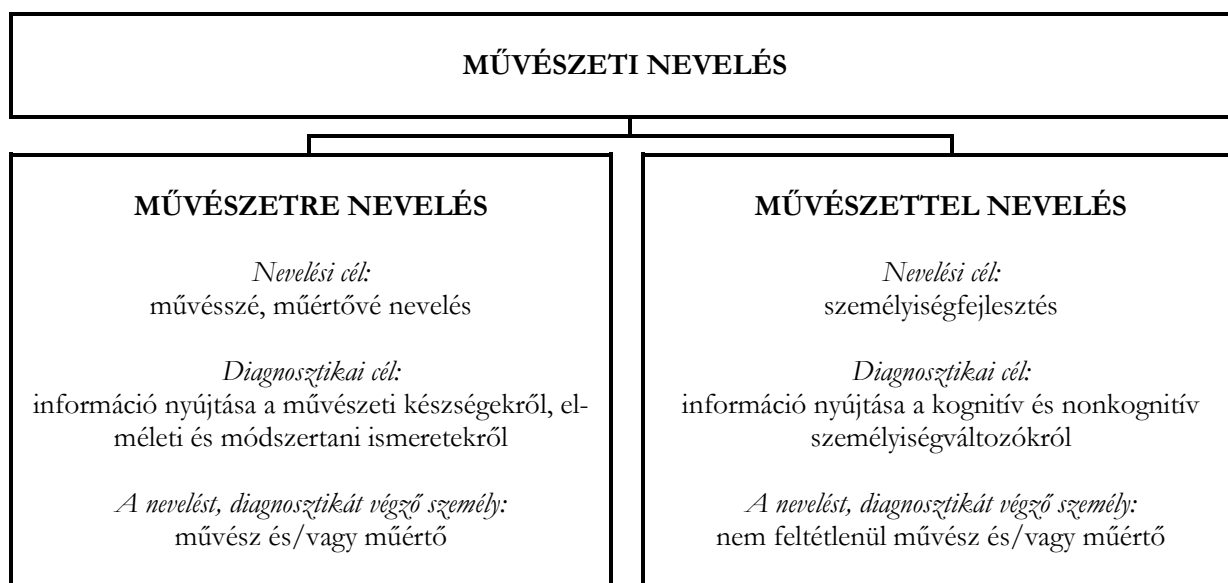 MŰVÉSZETI NEVELÉS
MŰVÉSZETRE NEVELÉS
Nevelési cél:
művésszé, műértővé nevelés
Diagnosztikai cél:
információ nyújtása a művészeti készségekről, el-
méleti és módszertani ismeretekről
A nevelést, diagnosztikát végző személy:
művész és/vagy műértő
MŰVÉSZETTEL NEVELÉS
Nevelési cél:
személyiségfejlesztés
Diagnosztikai cél:
információ nyújtása a kognitív és nonkognitív
személyiségváltozókról
A nevelést, diagnosztikát végző személy:
nem feltétlenül művész és/vagy műértő